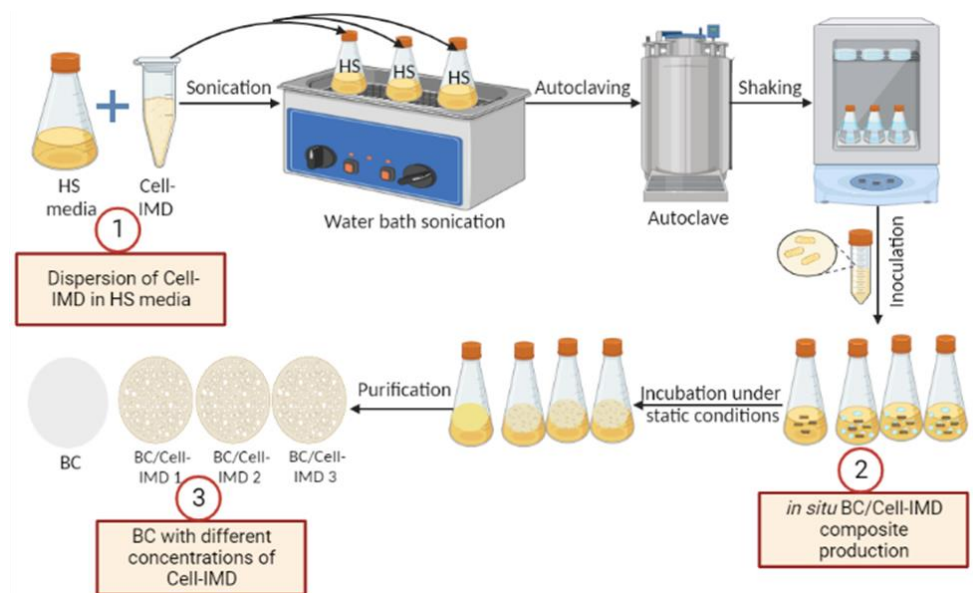 HS
media
Cell-
IMD
1
Dispersion of Cell-
IMD in HS media
Sonication
HS
HS
HS
Water bath sonication
Autoclaving
Autoclave
Shaking
Inoculation
2
in situ BC/Cell-IMD
composite
production
Incubation under
static conditions
Purification
BC
BC/Cell-
IMD 1
BC/Cell-
IMD 2
BC/Cell-
IMD 3
3
BC with different
concentrations of
Cell-IMD